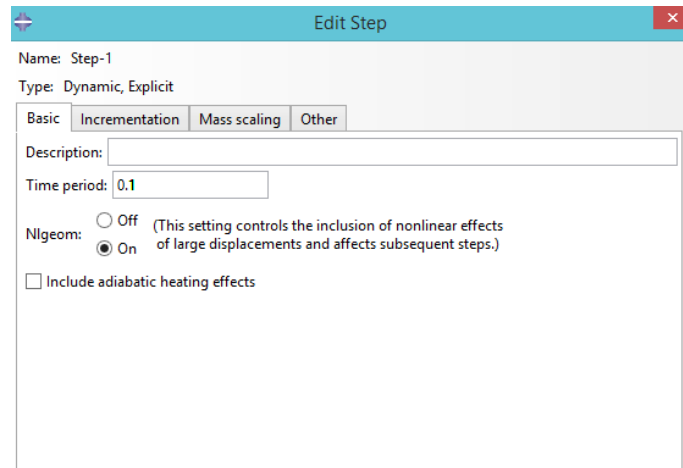 Edit Step
Name: Step-1
Type: Dynamic, Explicit
Basic Incrementation Mass scaling Other
Description:
Time period: 0.1
Nlgeom:
Off
On
(This setting controls the inclusion of nonlinear effects
of large displacements and affects subsequent steps.)
Include adiabatic heating effects